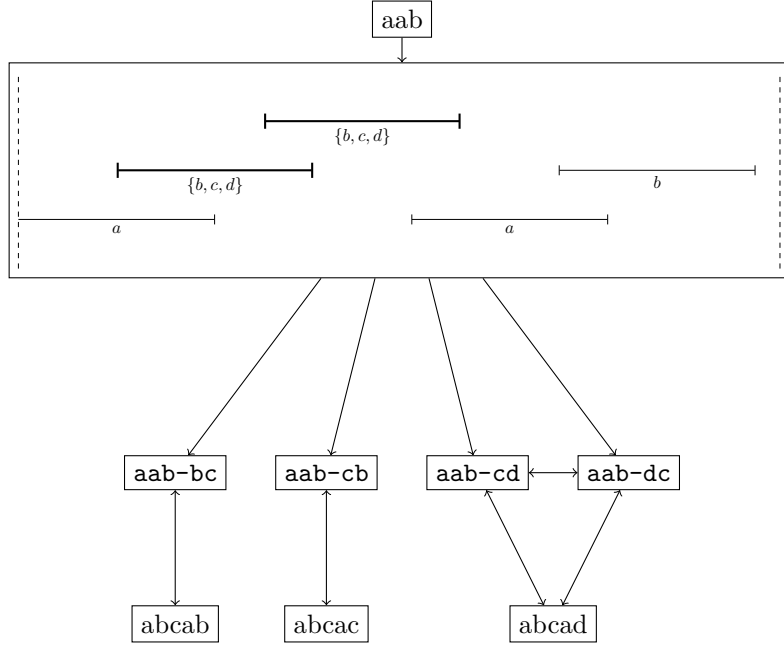 aab
{b, c, d}
{b, c, d}
b
a
a
aab-bc
aab-cb
aab-cd
aab-dc
abcab
abcac
abcad